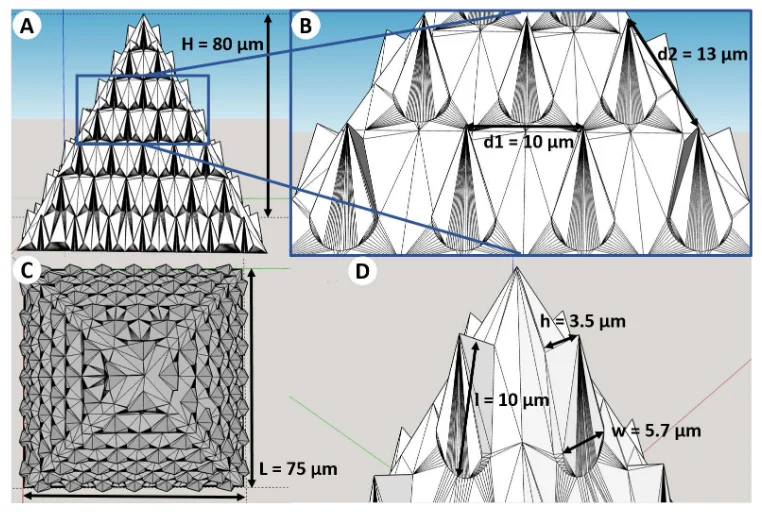 A
H = 80 µm
B
d2 = 13 µm
d1 = 10 µm
C
L = 75 µm
D
h = 3.5 µm
l = 10 µm
w = 5.7 µm